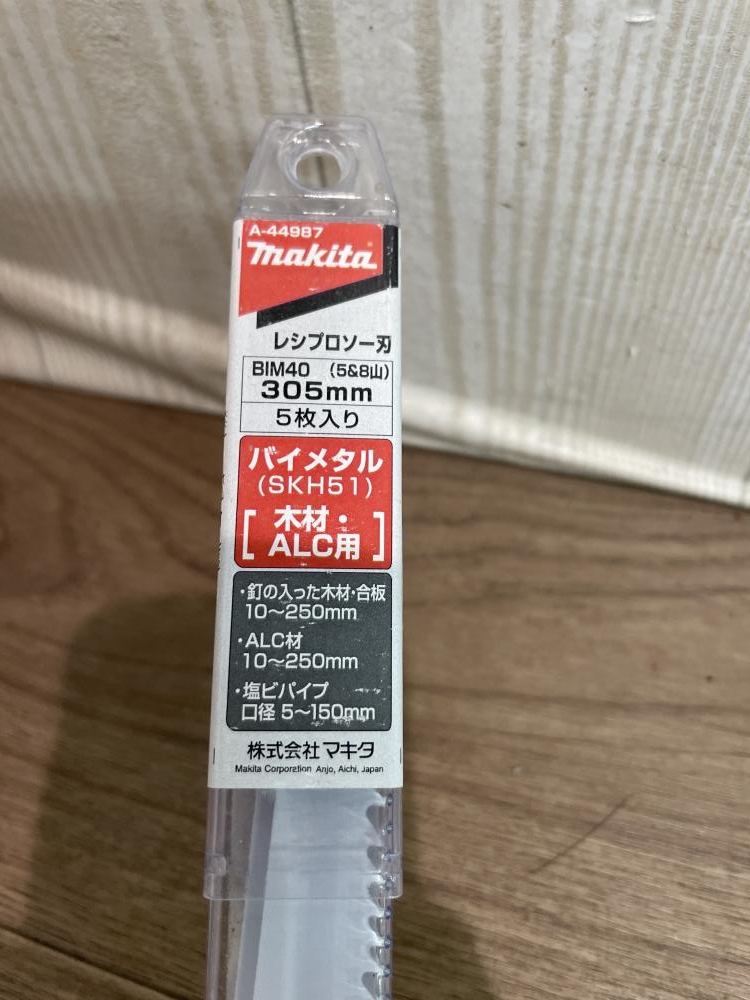 A-44987
makita
レシプロソー刃
BIM40 (5&8山)
305mm
5枚入り
バイメタル
(SKH51)
[木材・
ALC用]
・釘の入った木材・合板
10〜250mm
・ALC材
10〜250mm
・塩ビパイプ
口径 5〜150mm
株式会社マキタ
Makita Corporation Anjo, Aichi, Japan